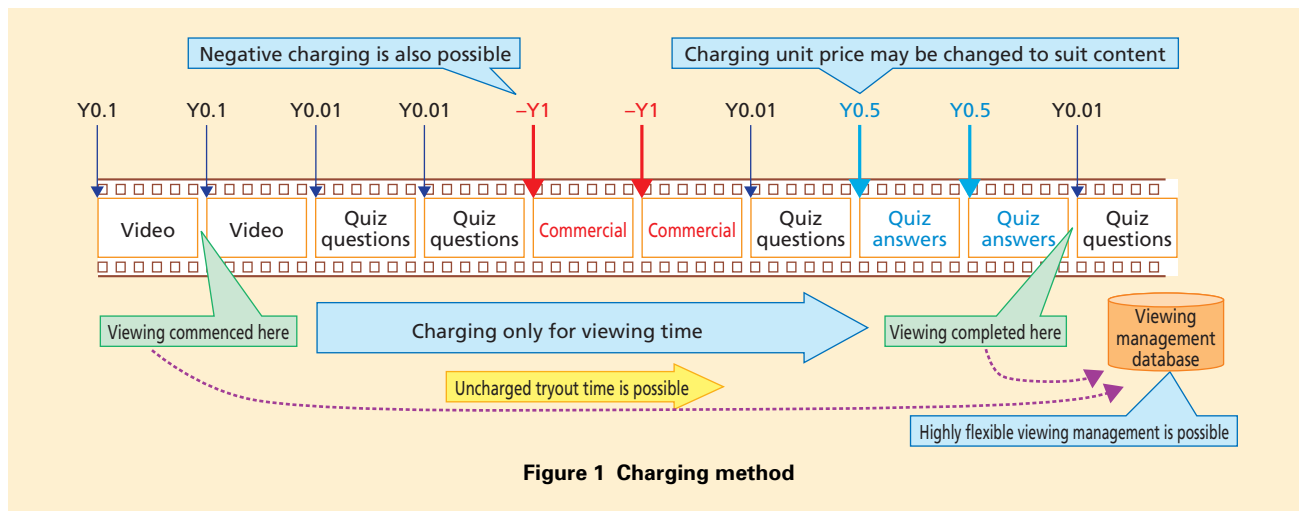 Negative charging is also possible
Charging unit price may be changed to suit content
Y0.1 Y0.1 Y0.01 Y0.01 –Y1 –Y1 Y0.01 Y0.5 Y0.5 Y0.01
Video
Video
Quiz
questions
Quiz
questions
Commercial
Commercial
Quiz
questions
Quiz
answers
Quiz
answers
Quiz
questions
Viewing commenced here
Charging only for viewing time
Viewing completed here
Viewing
management
database
Uncharged tryout time is possible
Highly flexible viewing management is possible
Figure 1 Charging method